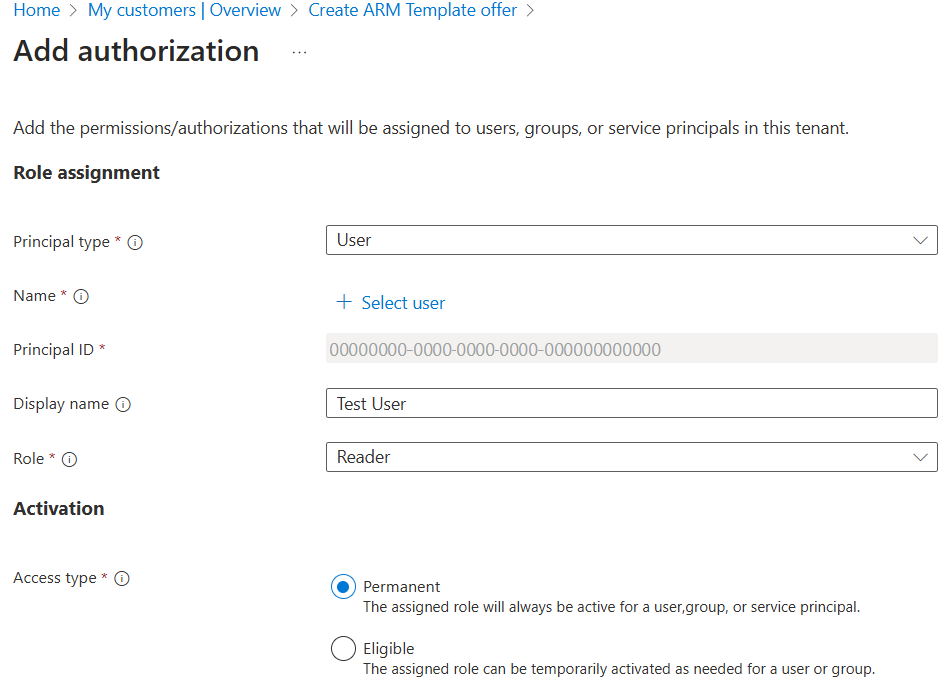 Home > My customers | Overview > Create ARM Template offer >
Add authorization ...
Add the permissions/authorizations that will be assigned to users, groups, or service principals in this tenant.
Role assignment
Principal type * User
Name * + Select user
Principal ID * 00000000-0000-0000-0000-000000000000
Display name Test User
Role * Reader
Activation
Access type * Permanent
The assigned role will always be active for a user,group, or service principal.
Eligible
The assigned role can be temporarily activated as needed for a user or group.